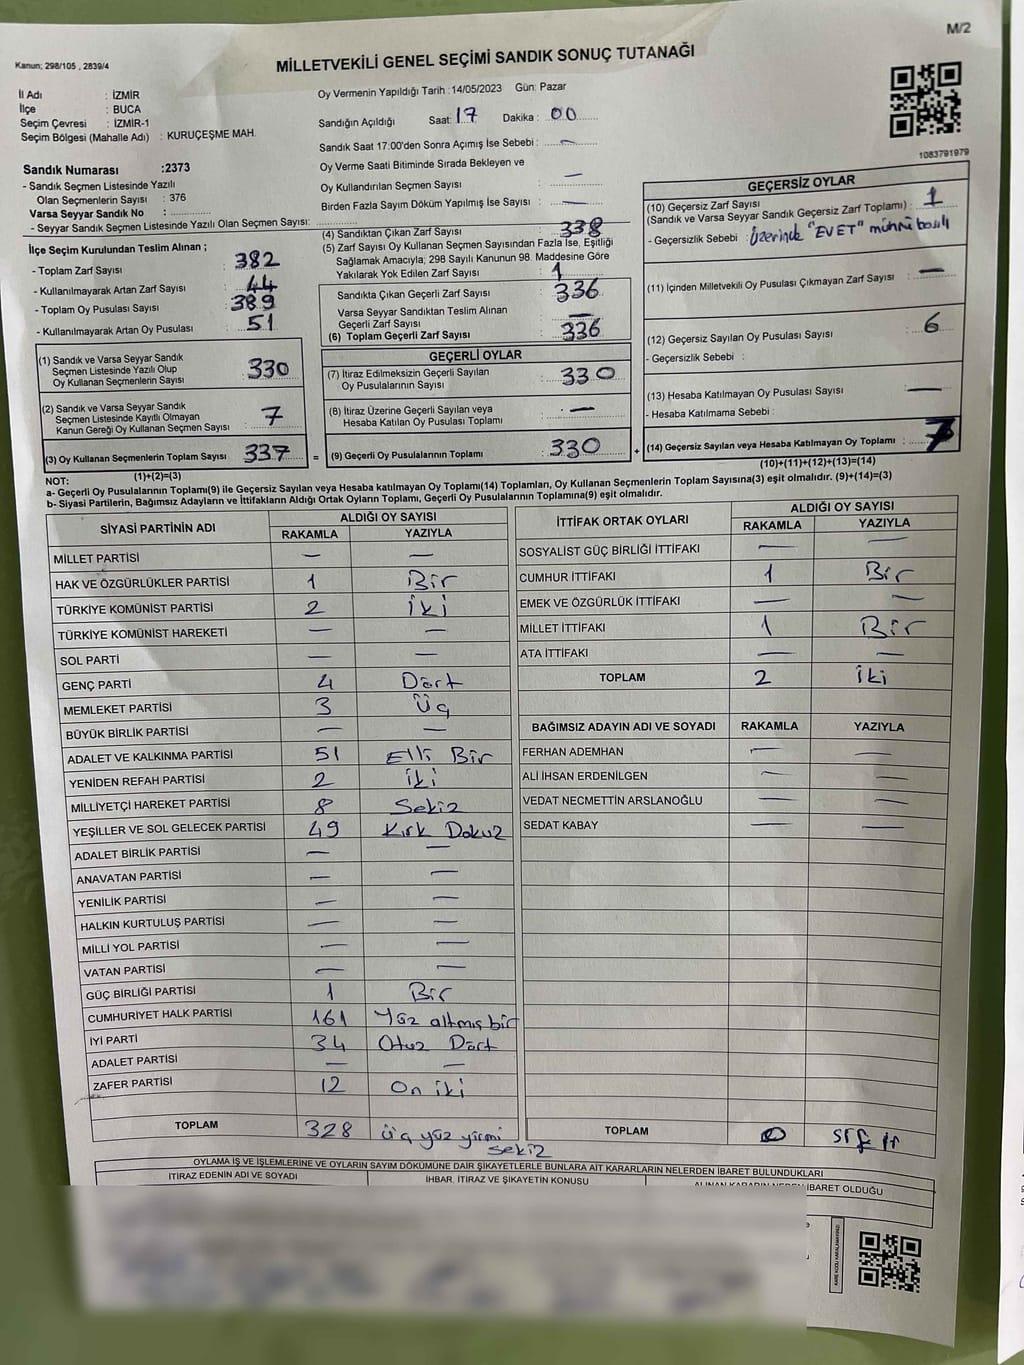 M/2
Kanun; 298/105 , 2839/4
MİLLETVEKİLİ GENEL SEÇİMİ SANDIK SONUÇ TUTANAĞI
İl Adı : İZMİR
İlçe : BUCA
Seçim Çevresi : İZMİR-1
Seçim Bölgesi (Mahalle Adı) : KURUÇEŞME MAH.
Sandık Numarası :2373
- Sandık Seçmen Listesinde Yazılı
Olan Seçmenlerin Sayısı : 376
Varsa Seyyar Sandık No :
- Seyyar Sandık Seçmen Listesinde Yazılı Olan Seçmen Sayısı:
Oy Vermenin Yapıldığı Tarih :14/05/2023 Gün: Pazar
Sandığın Açıldığı Saat: 17 Dakika : 00
Sandık Saat 17:00'den Sonra Açımış İse Sebebi : —
Oy Verme Saati Bitiminde Sırada Bekleyen ve
Oy Kullandırılan Seçmen Sayısı : —
Birden Fazla Sayım Döküm Yapılmış İse Sayısı : —
1083791979
İlçe Seçim Kurulundan Teslim Alınan ;
- Toplam Zarf Sayısı : 382
- Kullanılmayarak Artan Zarf Sayısı : 44
- Toplam Oy Pusulası Sayısı : 389
- Kullanılmayarak Artan Oy Pusulası : 51
(1) Sandık ve Varsa Seyyar Sandık
Seçmen Listesinde Yazılı Olup
Oy Kullanan Seçmenlerin Sayısı : 330
(2) Sandık ve Varsa Seyyar Sandık
Seçmen Listesinde Kayıtlı Olmayan
Kanun Gereği Oy Kullanan Seçmen Sayısı : 7
(3) Oy Kullanan Seçmenlerin Toplam Sayısı : 337
(1)+(2)=(3)
(4) Sandıktan Çıkan Zarf Sayısı : 338
(5) Zarf Sayısı Oy Kullanan Seçmen Sayısından Fazla İse, Eşitliği
Sağlamak Amacıyla, 298 Sayılı Kanunun 98. Maddesine Göre
Yakılarak Yok Edilen Zarf Sayısı : 1
Sandıkta Çıkan Geçerli Zarf Sayısı : 336
Varsa Seyyar Sandıktan Teslim Alınan
Geçerli Zarf Sayısı : —
(6) Toplam Geçerli Zarf Sayısı : 336
GEÇERLİ OYLAR
(7) İtiraz Edilmeksizin Geçerli Sayılan
Oy Pusulalarının Sayısı : 330
(8) İtiraz Üzerine Geçerli Sayılan veya
Hesaba Katılan Oy Pusulası Toplamı : —
= (9) Geçerli Oy Pusulalarının Toplamı : 330
GEÇERSİZ OYLAR
(10) Geçersiz Zarf Sayısı : 1
(Sandık ve Varsa Seyyar Sandık Geçersiz Zarf Toplamı)
- Geçersizlik Sebebi : Üzerinde "EVET" mührü basılı
(11) İçinden Milletvekili Oy Pusulası Çıkmayan Zarf Sayısı : —
(12) Geçersiz Sayılan Oy Pusulası Sayısı : 6
- Geçersizlik Sebebi :
(13) Hesaba Katılmayan Oy Pusulası Sayısı : —
- Hesaba Katılmama Sebebi :
+ (14) Geçersiz Sayılan veya Hesaba Katılmayan Oy Toplamı : 7
(10)+(11)+(12)+(13)=(14)
NOT:
a- Geçerli Oy Pusulalarının Toplamı(9) ile Geçersiz Sayılan veya Hesaba katılmayan Oy Toplamı(14) Toplamları, Oy Kullanan Seçmenlerin Toplam Sayısına(3) eşit olmalıdır. (9)+(14)=(3)
b- Siyasi Partilerin, Bağımsız Adayların ve İttifakların Aldığı Ortak Oyların Toplamı, Geçerli Oy Pusulalarının Toplamına(9) eşit olmalıdır.
SİYASİ PARTİNİN ADI ALDIĞI OY SAYISI
RAKAMLA YAZIYLA
MİLLET PARTİSİ — —
HAK VE ÖZGÜRLÜKLER PARTİSİ 1 Bir
TÜRKİYE KOMÜNİST PARTİSİ 2 İki
TÜRKİYE KOMÜNİST HAREKETİ — —
SOL PARTİ — —
GENÇ PARTİ 4 Dört
MEMLEKET PARTİSİ 3 Üç
BÜYÜK BİRLİK PARTİSİ — —
ADALET VE KALKINMA PARTİSİ 51 Elli Bir
YENİDEN REFAH PARTİSİ 2 İki
MİLLİYETÇİ HAREKET PARTİSİ 8 Sekiz
YEŞİLLER VE SOL GELECEK PARTİSİ 49 Kırk Dokuz
ADALET BİRLİK PARTİSİ — —
ANAVATAN PARTİSİ — —
YENİLİK PARTİSİ — —
HALKIN KURTULUŞ PARTİSİ — —
MİLLİ YOL PARTİSİ — —
VATAN PARTİSİ — —
GÜÇ BİRLİĞİ PARTİSİ 1 Bir
CUMHURİYET HALK PARTİSİ 161 Yüz altmış bir
İYİ PARTİ 34 Otuz Dört
ADALET PARTİSİ — —
ZAFER PARTİSİ 12 On iki
TOPLAM 328 üç yüz yirmi
sekiz
İTTİFAK ORTAK OYLARI ALDIĞI OY SAYISI
RAKAMLA YAZIYLA
SOSYALİST GÜÇ BİRLİĞİ İTTİFAKI — —
CUMHUR İTTİFAKI 1 Bir
EMEK VE ÖZGÜRLÜK İTTİFAKI — —
MİLLET İTTİFAKI 1 Bir
ATA İTTİFAKI — —
TOPLAM 2 İki
BAĞIMSIZ ADAYIN ADI VE SOYADI RAKAMLA YAZIYLA
FERHAN ADEMHAN — —
ALİ İHSAN ERDENİLGEN — —
VEDAT NECMETTİN ARSLANOĞLU — —
SEDAT KABAY — —
TOPLAM 0 sıfır
OYLAMA İŞ VE İŞLEMLERİNE VE OYLARIN SAYIM DÖKÜMÜNE DAİR ŞİKAYETLERLE BUNLARA AİT KARARLARIN NELERDEN İBARET BULUNDUKLARI
İTİRAZ EDENİN ADI VE SOYADI İHBAR, İTİRAZ VE ŞİKAYETİN KONUSU ALINAN KARARIN NEDEN İBARET OLDUĞU